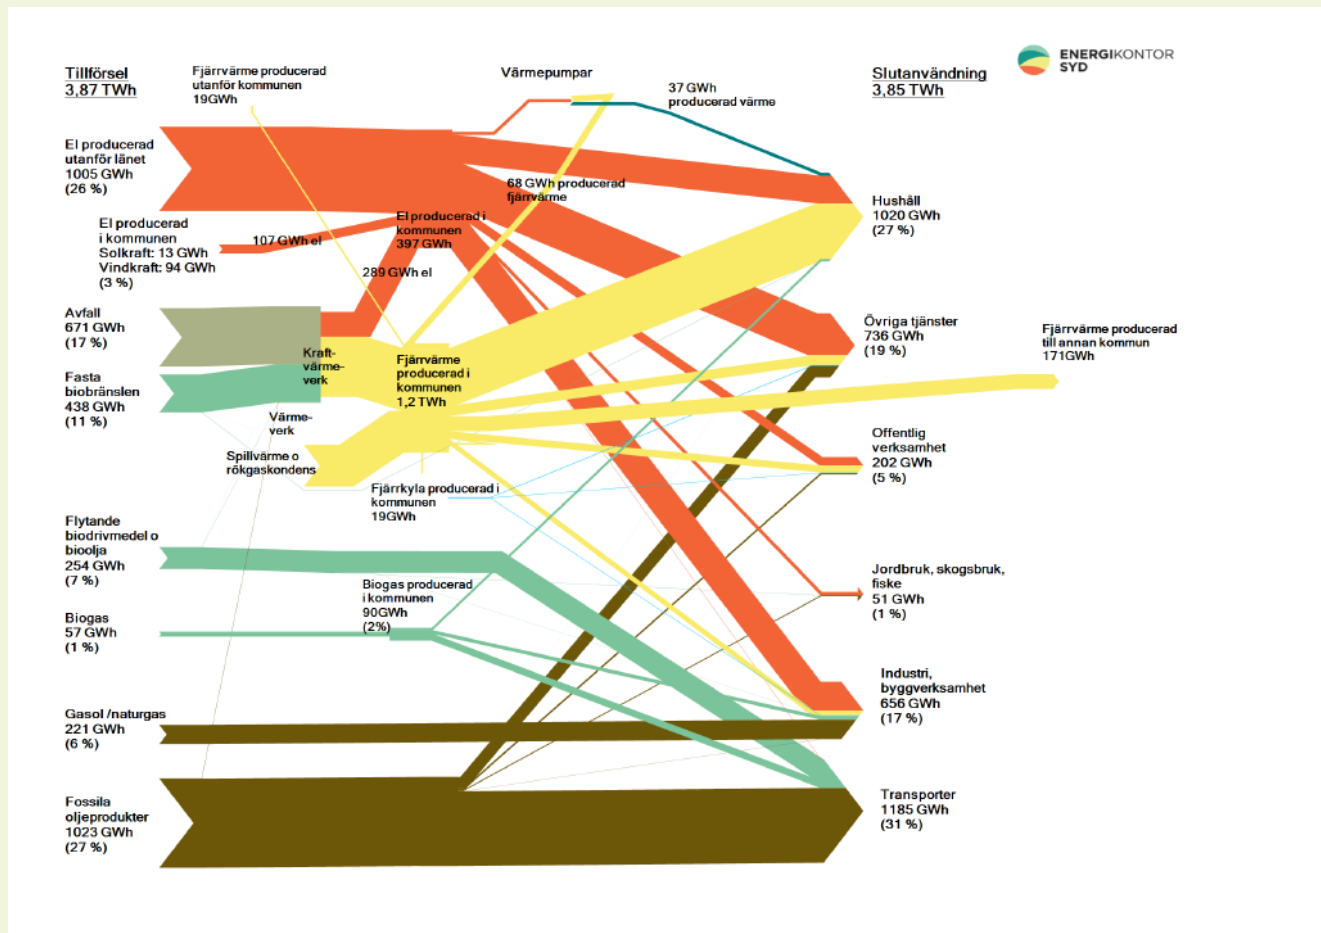 Tillförsel
3,87 TWh
Fjärrvärme producerad
utanför kommunen
19GWh
Värmepumpar
37 GWh
producerad värme
Slutanvändning
3,85 TWh
ENERGIKONTOR
SYD
El producerad
utanför länet
1005 GWh
(26 %)
68 GWh producerad
fjärrvärme
Hushåll
1020 GWh
(27 %)
El producerad
i kommunen
Solkraft: 13 GWh
Vindkraft: 94 GWh
(3 %)
107 GWh el
El producerad i
kommunen
397 GWh
289 GWh el
Avfall
671 GWh
(17 %)
Kraft-
värme-
verk
Fjärrvärme
producerad i
kommunen
1,2 TWh
Övriga tjänster
736 GWh
(19 %)
Fjärrvärme producerad
till annan kommun
171GWh
Fasta
biobränslen
438 GWh
(11 %)
Värme-
verk
Spillvärme o
rökgaskondens
Offentlig
verksamhet
202 GWh
(5 %)
Fjärrkyla producerad i
kommunen
19GWh
Flytande
biodrivmedel o
bioolja
254 GWh
(7 %)
Biogas producerad
i kommunen
90GWh
(2%)
Jordbruk, skogsbruk,
fiske
51 GWh
(1 %)
Biogas
57 GWh
(1 %)
Industri,
byggverksamhet
656 GWh
(17 %)
Gasol /naturgas
221 GWh
(6 %)
Fossila
oljeprodukter
1023 GWh
(27 %)
Transporter
1185 GWh
(31 %)